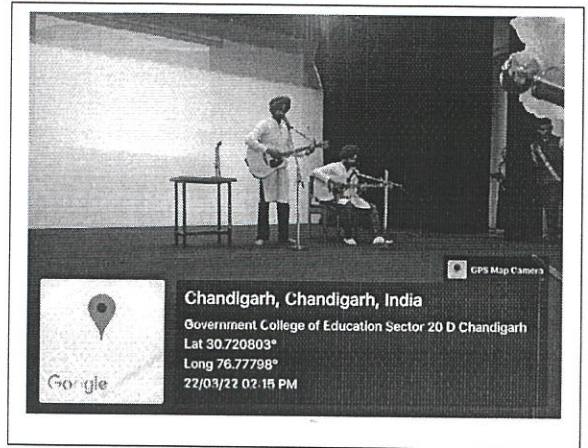 GPS Map Camera
Chandigarh, Chandigarh, India
Government College of Education Sector 20 D Chandigarh
Lat 30.720803°
Long 76.77798°
22/03/22 02:15 PM
Google